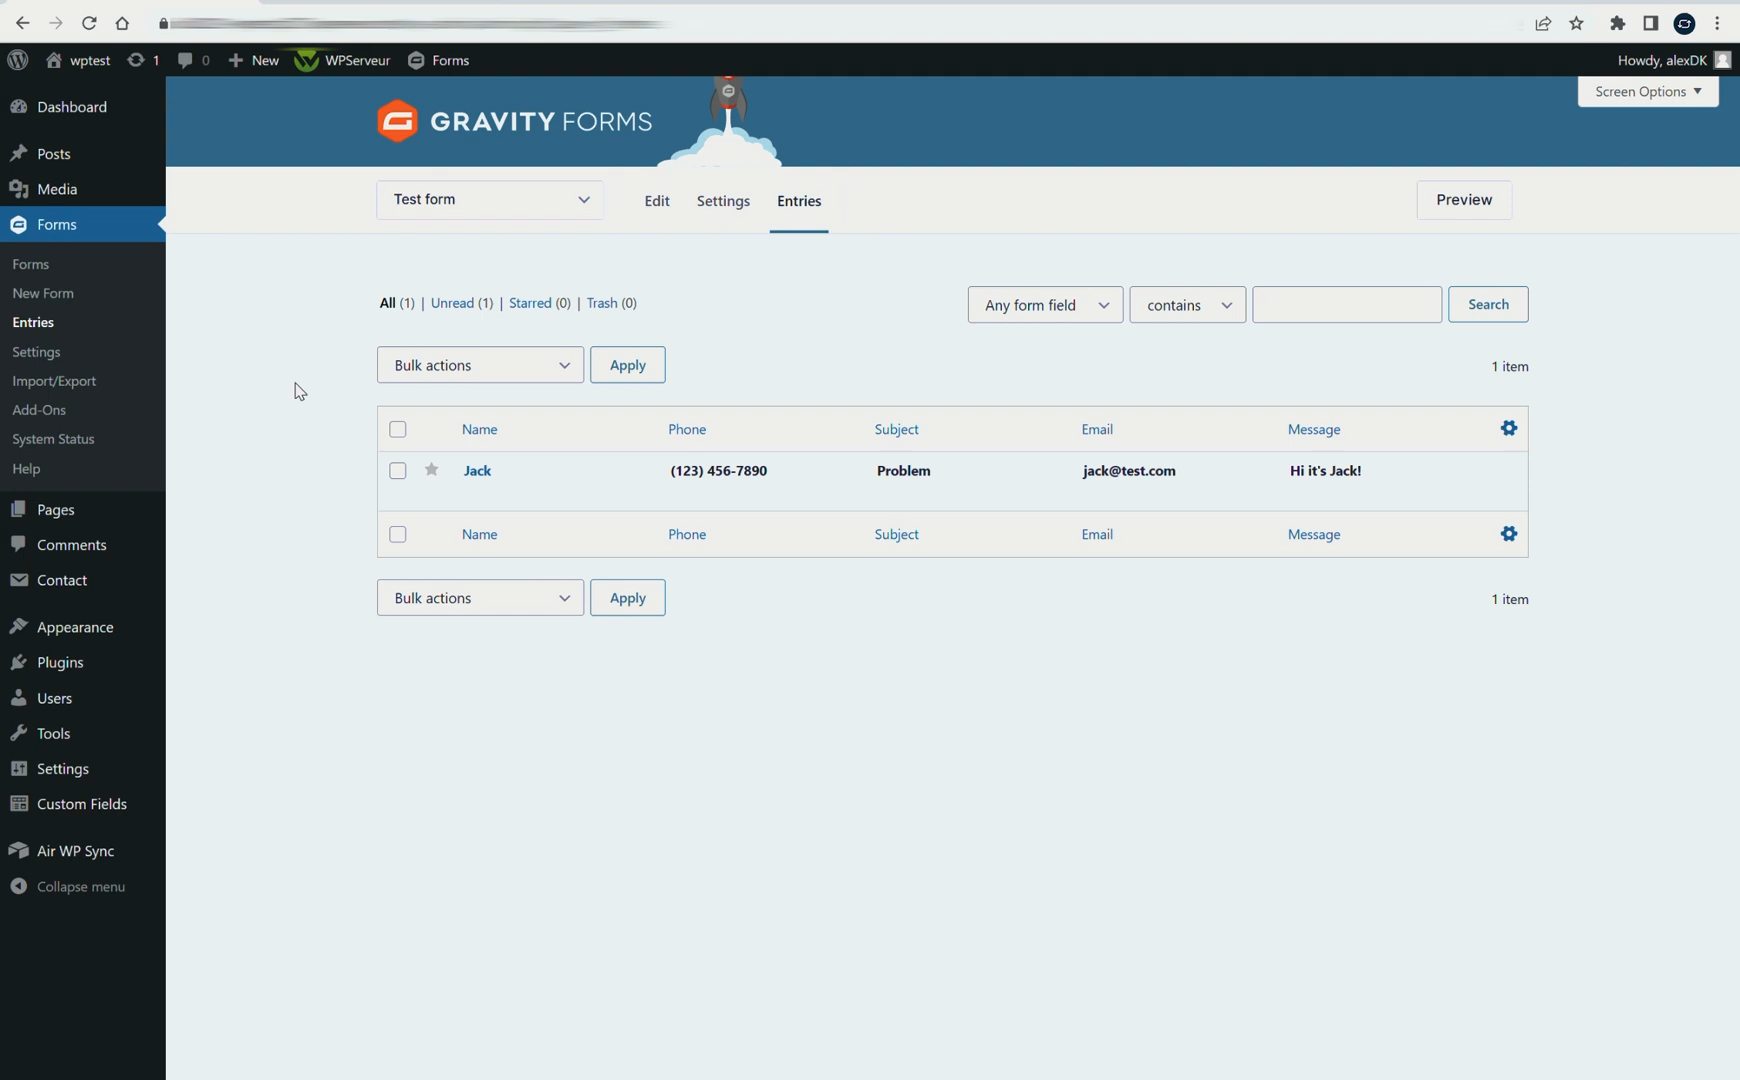 wptest 1 0 New WPServeur Forms Howdy, alexDK
Screen Options
Dashboard
Posts
Media
Forms
Forms
New Form
Entries
Settings
Import/Export
Add-Ons
System Status
Help
Pages
Comments
Contact
Appearance
Plugins
Users
Tools
Settings
Custom Fields
Air WP Sync
Collapse menu
GRAVITY FORMS
Test form Edit Settings Entries Preview
All (1) | Unread (1) | Starred (0) | Trash (0)
Any form field contains Search
Bulk actions Apply 1 item
Name Phone Subject Email Message
Jack (123) 456-7890 Problem jack@test.com Hi it's Jack!
Name Phone Subject Email Message
Bulk actions Apply 1 item